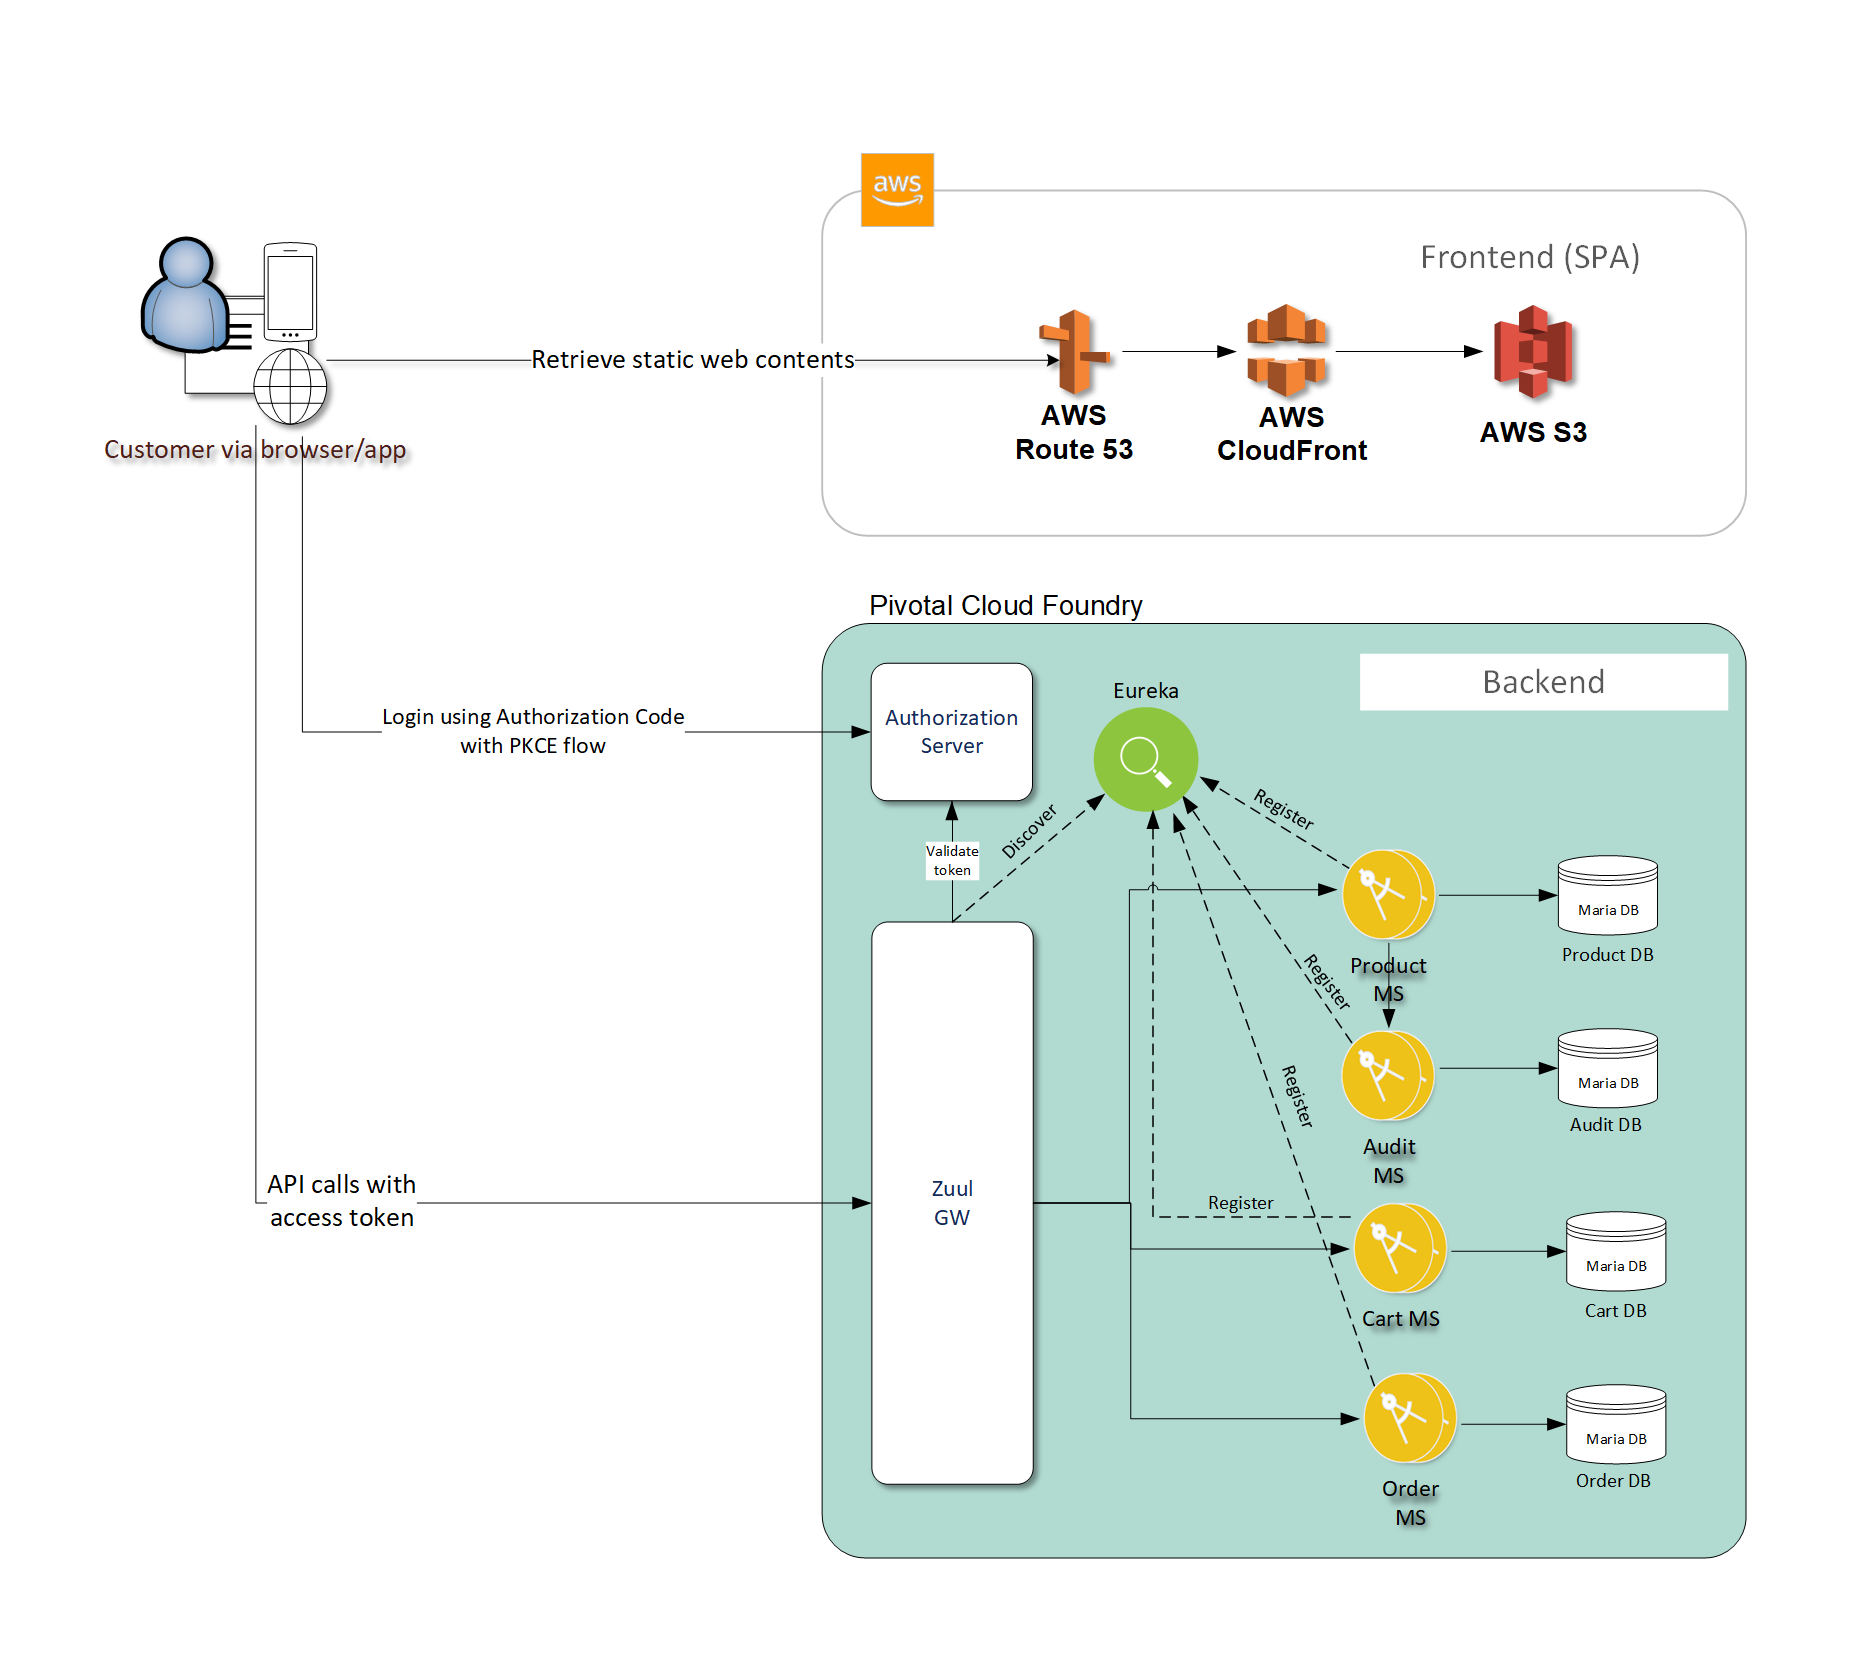 aws
Frontend (SPA)
Retrieve static web contents
AWS
Route 53
AWS
CloudFront
AWS S3
Customer via browser/app
Pivotal Cloud Foundry
Backend
Eureka
Authorization
Server
Login using Authorization Code
with PKCE flow
Register
Discover
Validate
token
Maria DB
Product DB
Product
MS
Register
Maria DB
Audit DB
Register
Audit
MS
API calls with
access token
Zuul
GW
Register
Maria DB
Cart DB
Cart MS
Maria DB
Order DB
Order
MS